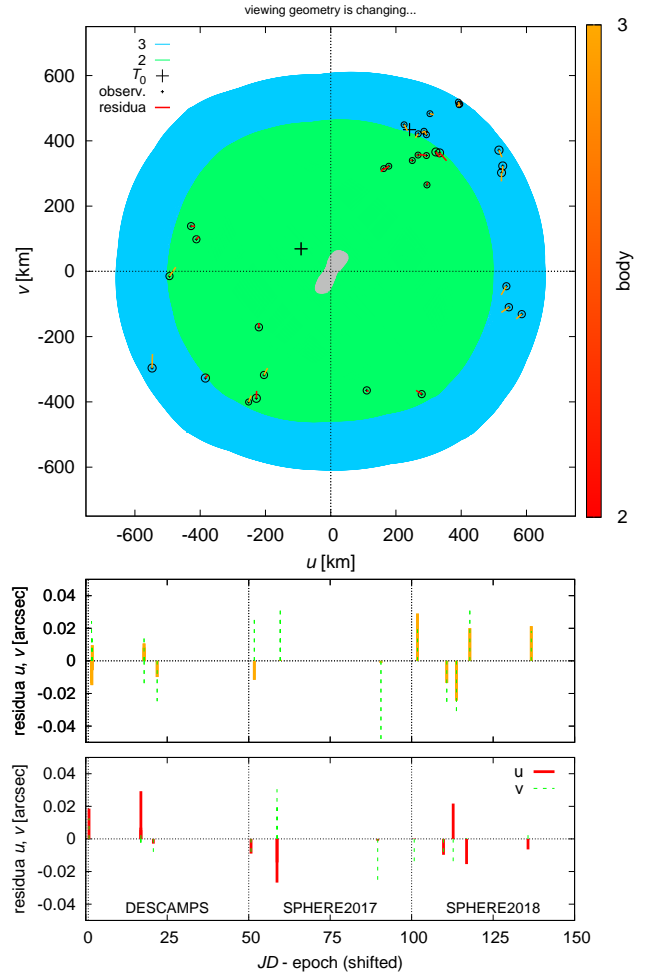 viewing geometry is changing...
3
2
T0
observ.
residua
600
400
200
0
-200
-400
-600
v [km]
-600 -400 -200 0 200 400 600
u [km]
3
body
2
0.04
0.02
0
-0.02
-0.04
residua u, v [arcsec]
0.04
0.02
0
-0.02
-0.04
residua u, v [arcsec]
u
v
DESCAMPS SPHERE2017 SPHERE2018
0 25 50 75 100 125 150
JD - epoch (shifted)